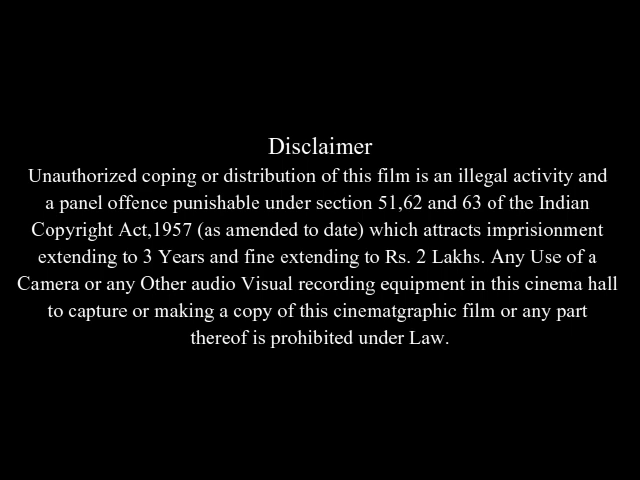 Disclaimer
Unauthorized coping or distribution of this film is an illegal activity and
a panel offence punishable under section 51,62 and 63 of the Indian
Copyright Act,1957 (as amended to date) which attracts imprisionment
extending to 3 Years and fine extending to Rs. 2 Lakhs. Any Use of a
Camera or any Other audio Visual recording equipment in this cinema hall
to capture or making a copy of this cinematgraphic film or any part
thereof is prohibited under Law.